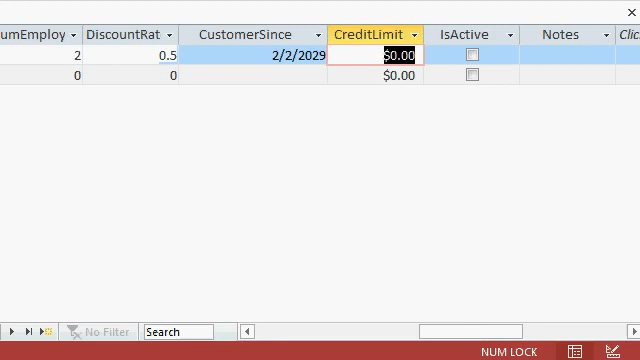 umEmploy DiscountRat CustomerSince CreditLimit IsActive Notes Clic
2 0.5 2/2/2029 $0.00
0 0 $0.00
No Filter Search
NUM LOCK